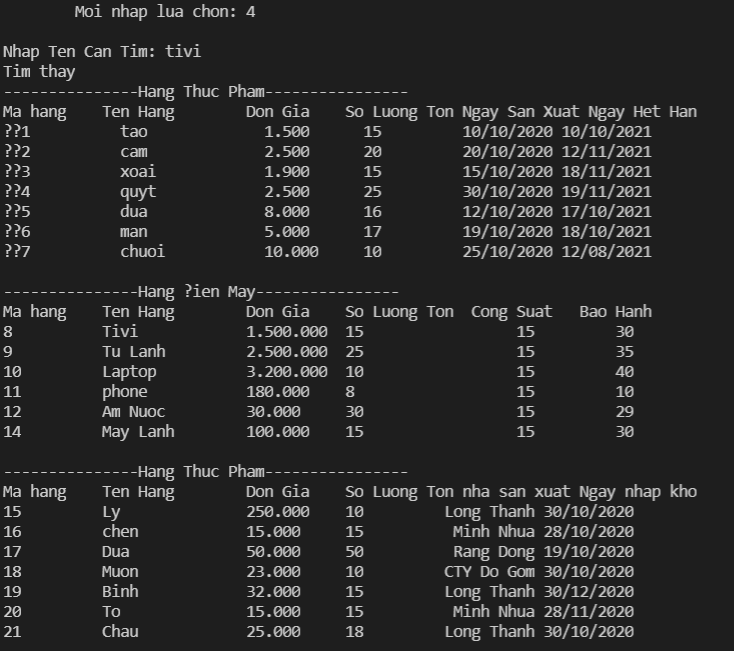 Moi nhap lua chon: 4
Nhap Ten Can Tim: tivi
Tim thay
---------------Hang Thuc Pham----------------
Ma hang    Ten Hang        Don Gia    So Luong Ton Ngay San Xuat Ngay Het Han
??1          tao             1.500      15         10/10/2020 10/10/2021
??2          cam             2.500      20         20/10/2020 12/11/2021
??3          xoai            1.900      15         15/10/2020 18/11/2021
??4          quyt            2.500      25         30/10/2020 19/11/2021
??5          dua             8.000      16         12/10/2020 17/10/2021
??6          man             5.000      17         19/10/2020 18/10/2021
??7          chuoi           10.000     10         25/10/2020 12/08/2021
---------------Hang ?ien May----------------
Ma hang    Ten Hang        Don Gia    So Luong Ton  Cong Suat   Bao Hanh
8          Tivi            1.500.000  15                 15         30
9          Tu Lanh         2.500.000  25                 15         35
10         Laptop          3.200.000  10                 15         40
11         phone           180.000    8                  15         10
12         Am Nuoc         30.000     30                 15         29
14         May Lanh        100.000    15                 15         30
---------------Hang Thuc Pham----------------
Ma hang    Ten Hang        Don Gia    So Luong Ton nha san xuat Ngay nhap kho
15         Ly              250.000    10         Long Thanh 30/10/2020
16         chen            15.000     15          Minh Nhua 28/10/2020
17         Dua             50.000     50          Rang Dong 19/10/2020
18         Muon            23.000     10         CTY Do Gom 30/10/2020
19         Binh            32.000     15         Long Thanh 30/12/2020
20         To              15.000     15          Minh Nhua 28/11/2020
21         Chau            25.000     18         Long Thanh 30/10/2020